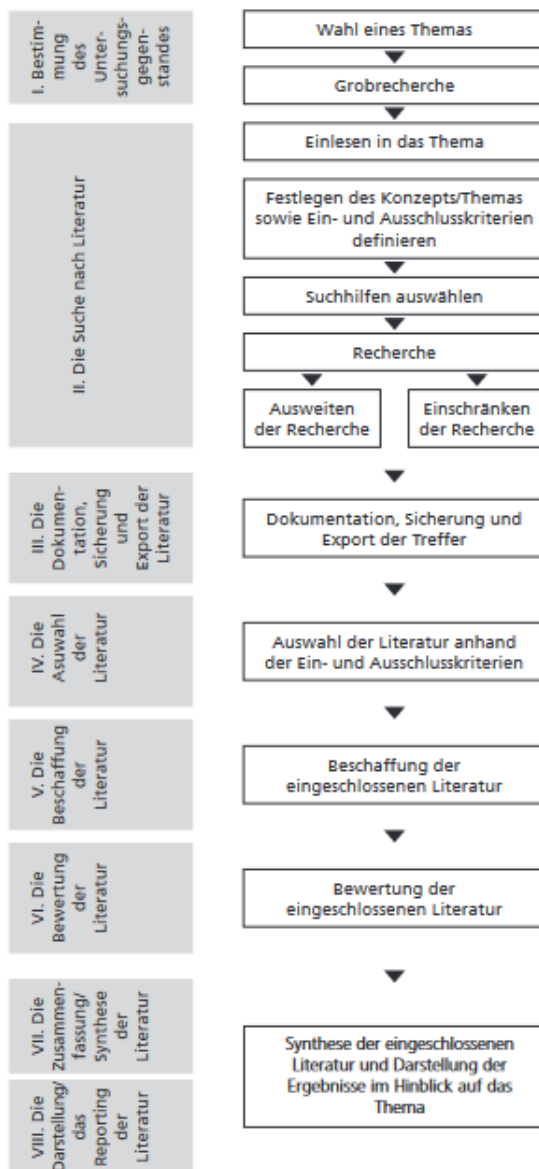 I. Bestim-
mung
des
Unter-
suchungs-
gegen-
standes
Wahl eines Themas
Grobrecherche
II. Die Suche nach Literatur
Einlesen in das Thema
Festlegen des Konzepts/Themas
sowie Ein- und Ausschlusskriterien
definieren
Suchhilfen auswählen
Recherche
Ausweiten
der Recherche
Einschränken
der Recherche
III. Die
Dokumen-
tation,
Sicherung
und
Export der
Literatur
Dokumentation, Sicherung und
Export der Treffer
IV. Die
Asuwahl
der
Literatur
Auswahl der Literatur anhand
der Ein- und Ausschlusskriterien
V. Die
Beschaffung
der
Literatur
Beschaffung der
eingeschlossenen Literatur
VI. Die
Bewertung
der
Literatur
Bewertung der
eingeschlossenen Literatur
VII. Die
Zusammen-
fassung/
Synthese
der
Literatur
VIII. Die
Darstellung/
das
Reporting
der
Literatur
Synthese der eingeschlossenen
Literatur und Darstellung der
Ergebnisse im Hinblick auf das
Thema